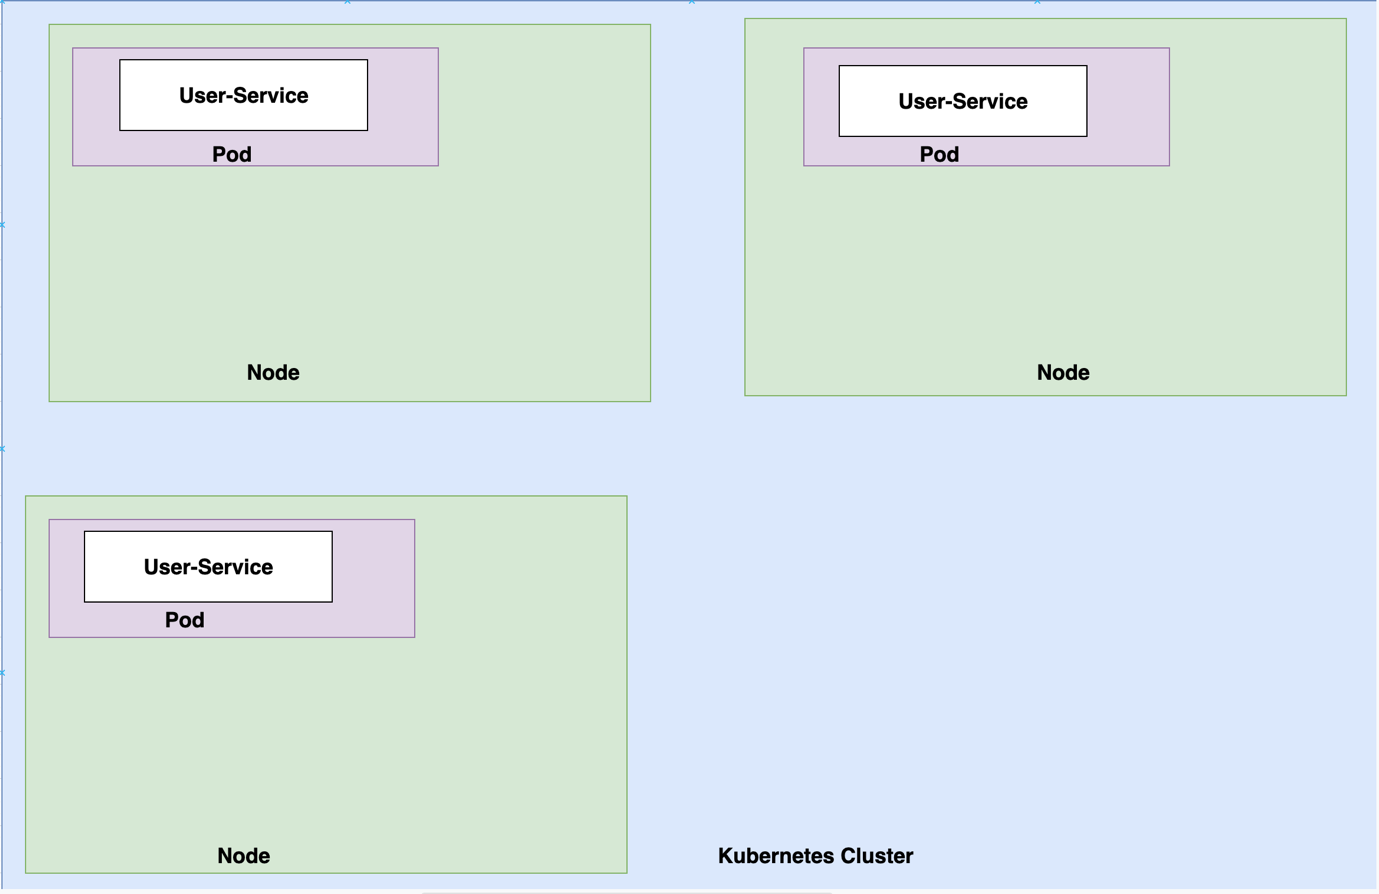 User-Service
Pod
Node
User-Service
Pod
Node
User-Service
Pod
Node
Kubernetes Cluster